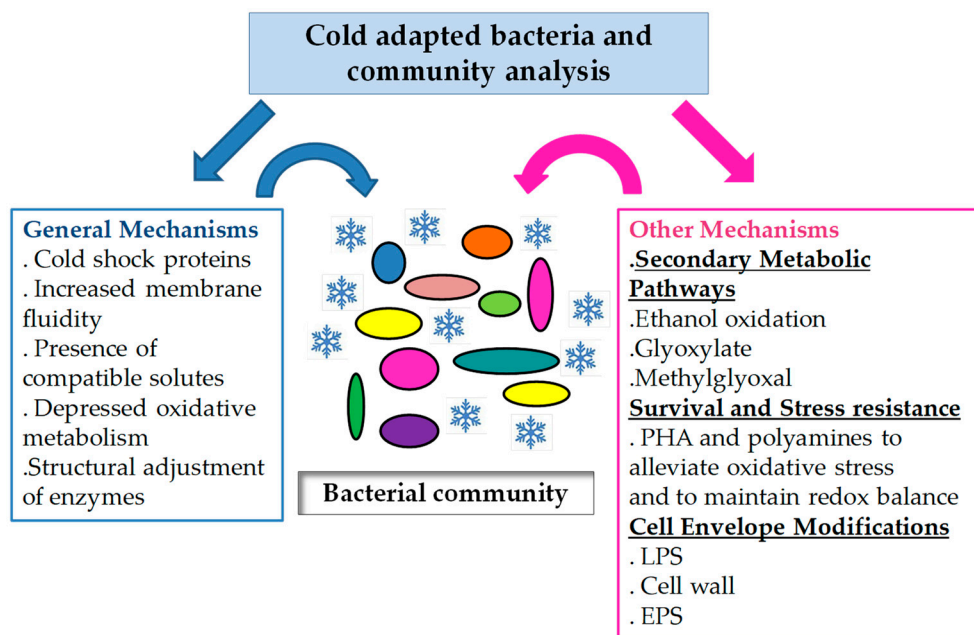 Cold adapted bacteria and
community analysis
General Mechanisms
. Cold shock proteins
. Increased membrane
fluidity
. Presence of
compatible solutes
. Depressed oxidative
metabolism
.Structural adjustment
of enzymes
Bacterial community
Other Mechanisms
.Secondary Metabolic
Pathways
.Ethanol oxidation
.Glyoxylate
.Methylglyoxal
Survival and Stress resistance
. PHA and polyamines to
alleviate oxidative stress
and to maintain redox balance
Cell Envelope Modifications
. LPS
. Cell wall
. EPS